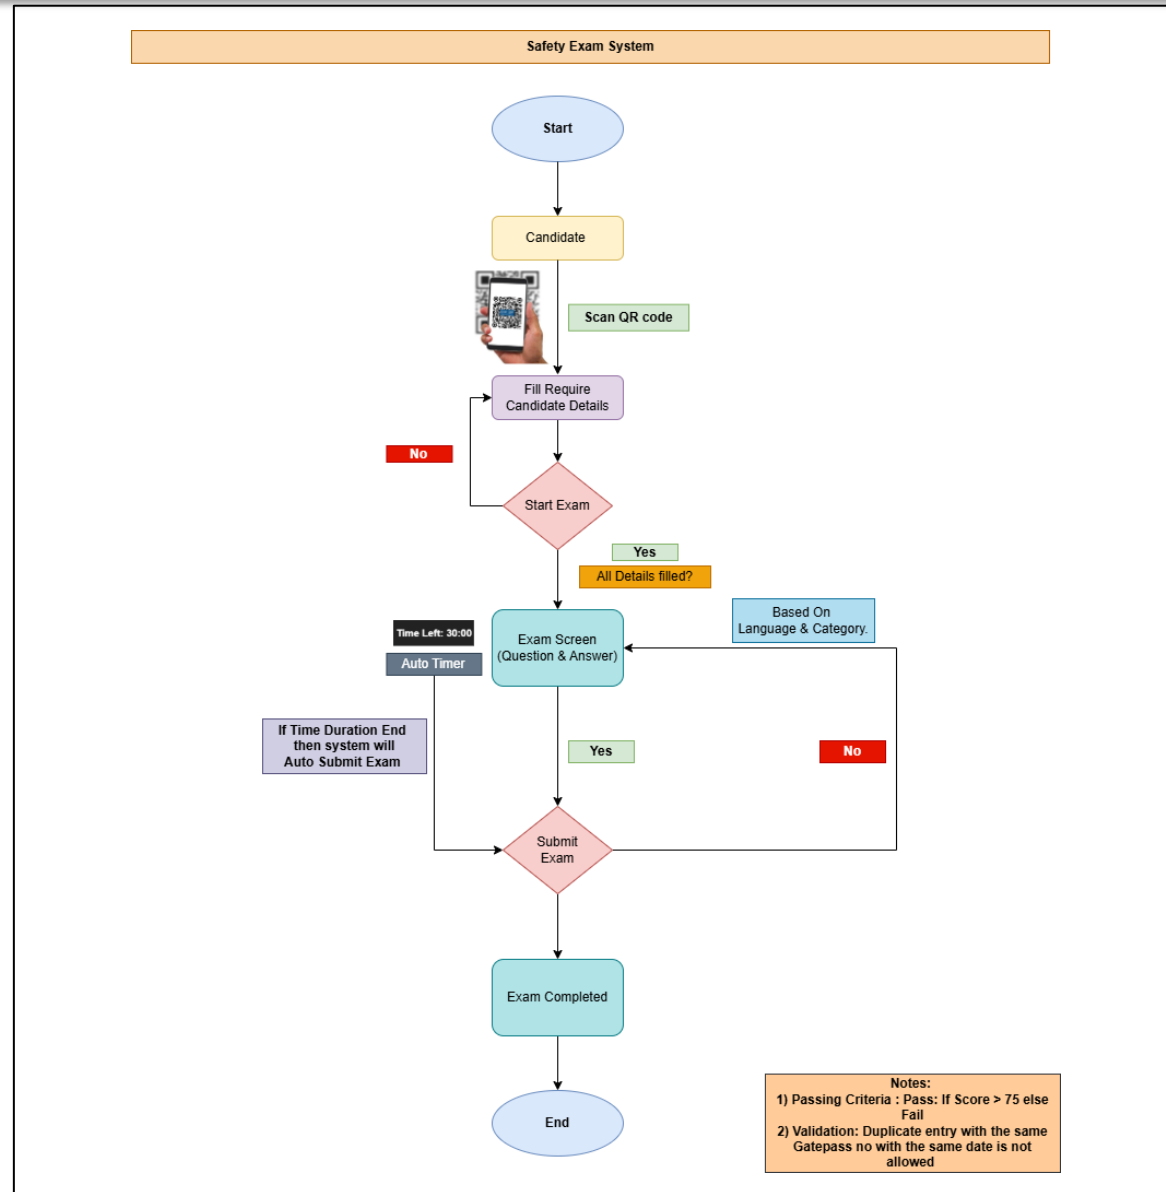 Safety Exam System
Start
Candidate
Scan QR code
Fill Require
Candidate Details
No
Start Exam
Yes
All Details filled?
Based On
Language & Category.
Time Left: 30:00
Auto Timer
Exam Screen
(Question & Answer)
If Time Duration End
then system will
Auto Submit Exam
Yes
No
Submit
Exam
Exam Completed
End
Notes:
1) Passing Criteria : Pass: If Score > 75 else
Fail
2) Validation: Duplicate entry with the same
Gatepass no with the same date is not
allowed